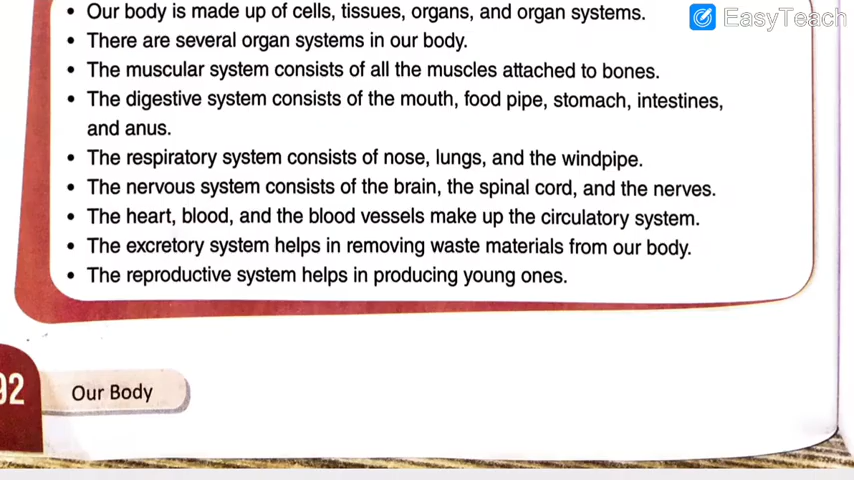 EasyTeach
• Our body is made up of cells, tissues, organs, and organ systems.
• There are several organ systems in our body.
• The muscular system consists of all the muscles attached to bones.
• The digestive system consists of the mouth, food pipe, stomach, intestines,
and anus.
• The respiratory system consists of nose, lungs, and the windpipe.
• The nervous system consists of the brain, the spinal cord, and the nerves.
• The heart, blood, and the blood vessels make up the circulatory system.
• The excretory system helps in removing waste materials from our body.
• The reproductive system helps in producing young ones.
92
Our Body